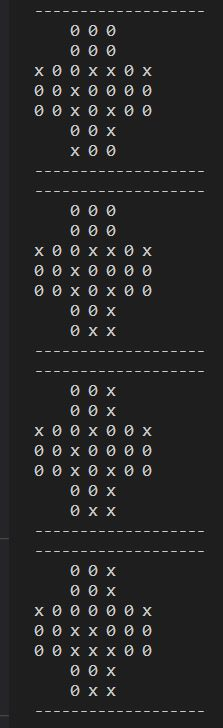 -------------------
    0 0 0
    0 0 0
x 0 0 x x 0 x
0 0 x 0 0 0 0
0 0 x 0 x 0 0
    0 0 x
    x 0 0
-------------------
-------------------
    0 0 0
    0 0 0
x 0 0 x x 0 x
0 0 x 0 0 0 0
0 0 x 0 x 0 0
    0 0 x
    0 x x
-------------------
-------------------
    0 0 x
    0 0 x
x 0 0 x 0 0 x
0 0 x 0 0 0 0
0 0 x 0 x 0 0
    0 0 x
    0 x x
-------------------
-------------------
    0 0 x
    0 0 x
x 0 0 0 0 0 x
0 0 x x 0 0 0
0 0 x x x 0 0
    0 0 x
    0 x x
-------------------